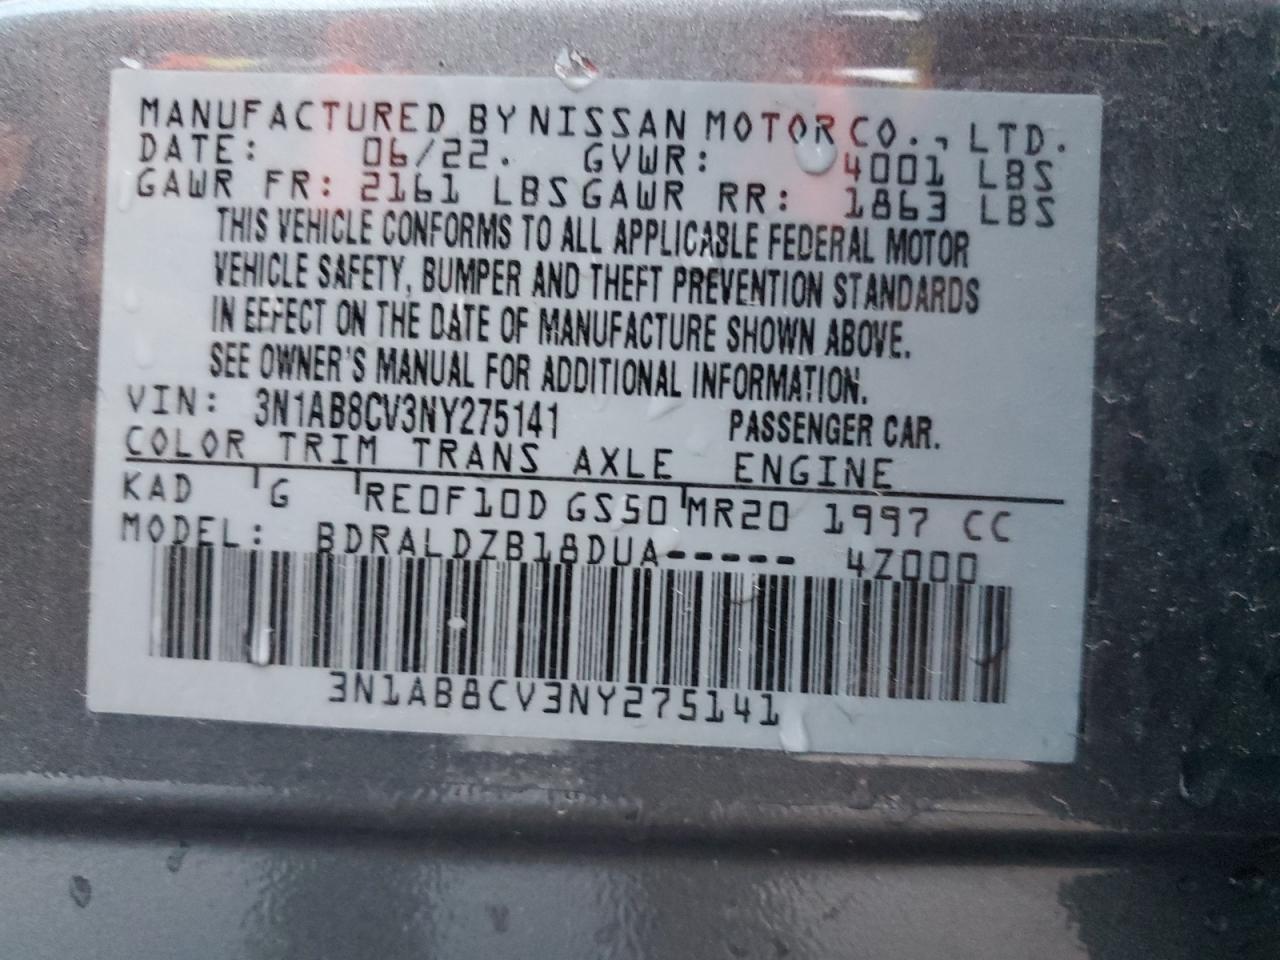 MANUFACTURED BY NISSAN MOTOR CO., LTD.
DATE: 06/22. GVWR: 4001 LBS
GAWR FR: 2161 LBS GAWR RR: 1863 LBS
THIS VEHICLE CONFORMS TO ALL APPLICABLE FEDERAL MOTOR
VEHICLE SAFETY, BUMPER AND THEFT PREVENTION STANDARDS
IN EFFECT ON THE DATE OF MANUFACTURE SHOWN ABOVE.
SEE OWNER'S MANUAL FOR ADDITIONAL INFORMATION.
VIN: 3N1AB8CV3NY275141 PASSENGER CAR.
COLOR TRIM TRANS AXLE ENGINE
KAD G RE0F10D GS50 MR20 1997 CC
MODEL: BDRALDZB18DUA----- 4Z000
3N1AB8CV3NY275141